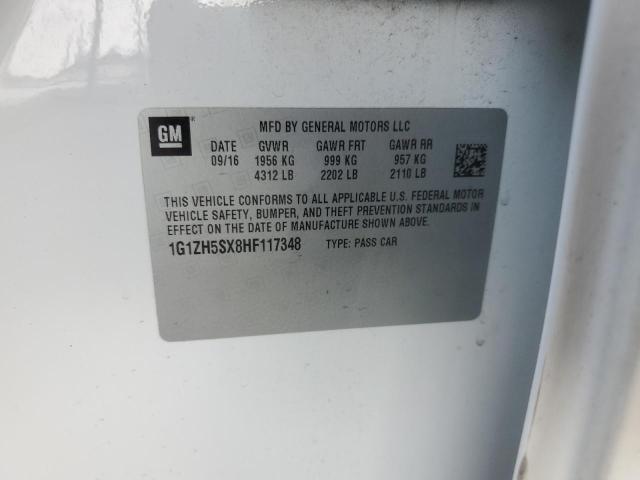 GM
MFD BY GENERAL MOTORS LLC
DATE GVWR GAWR FRT GAWR RR
09/16 1956 KG 999 KG 957 KG
4312 LB 2202 LB 2110 LB
THIS VEHICLE CONFORMS TO ALL APPLICABLE U.S. FEDERAL MOTOR
VEHICLE SAFETY, BUMPER, AND THEFT PREVENTION STANDARDS IN
EFFECT ON THE DATE OF MANUFACTURE SHOWN ABOVE.
1G1ZH5SX8HF117348 TYPE: PASS CAR